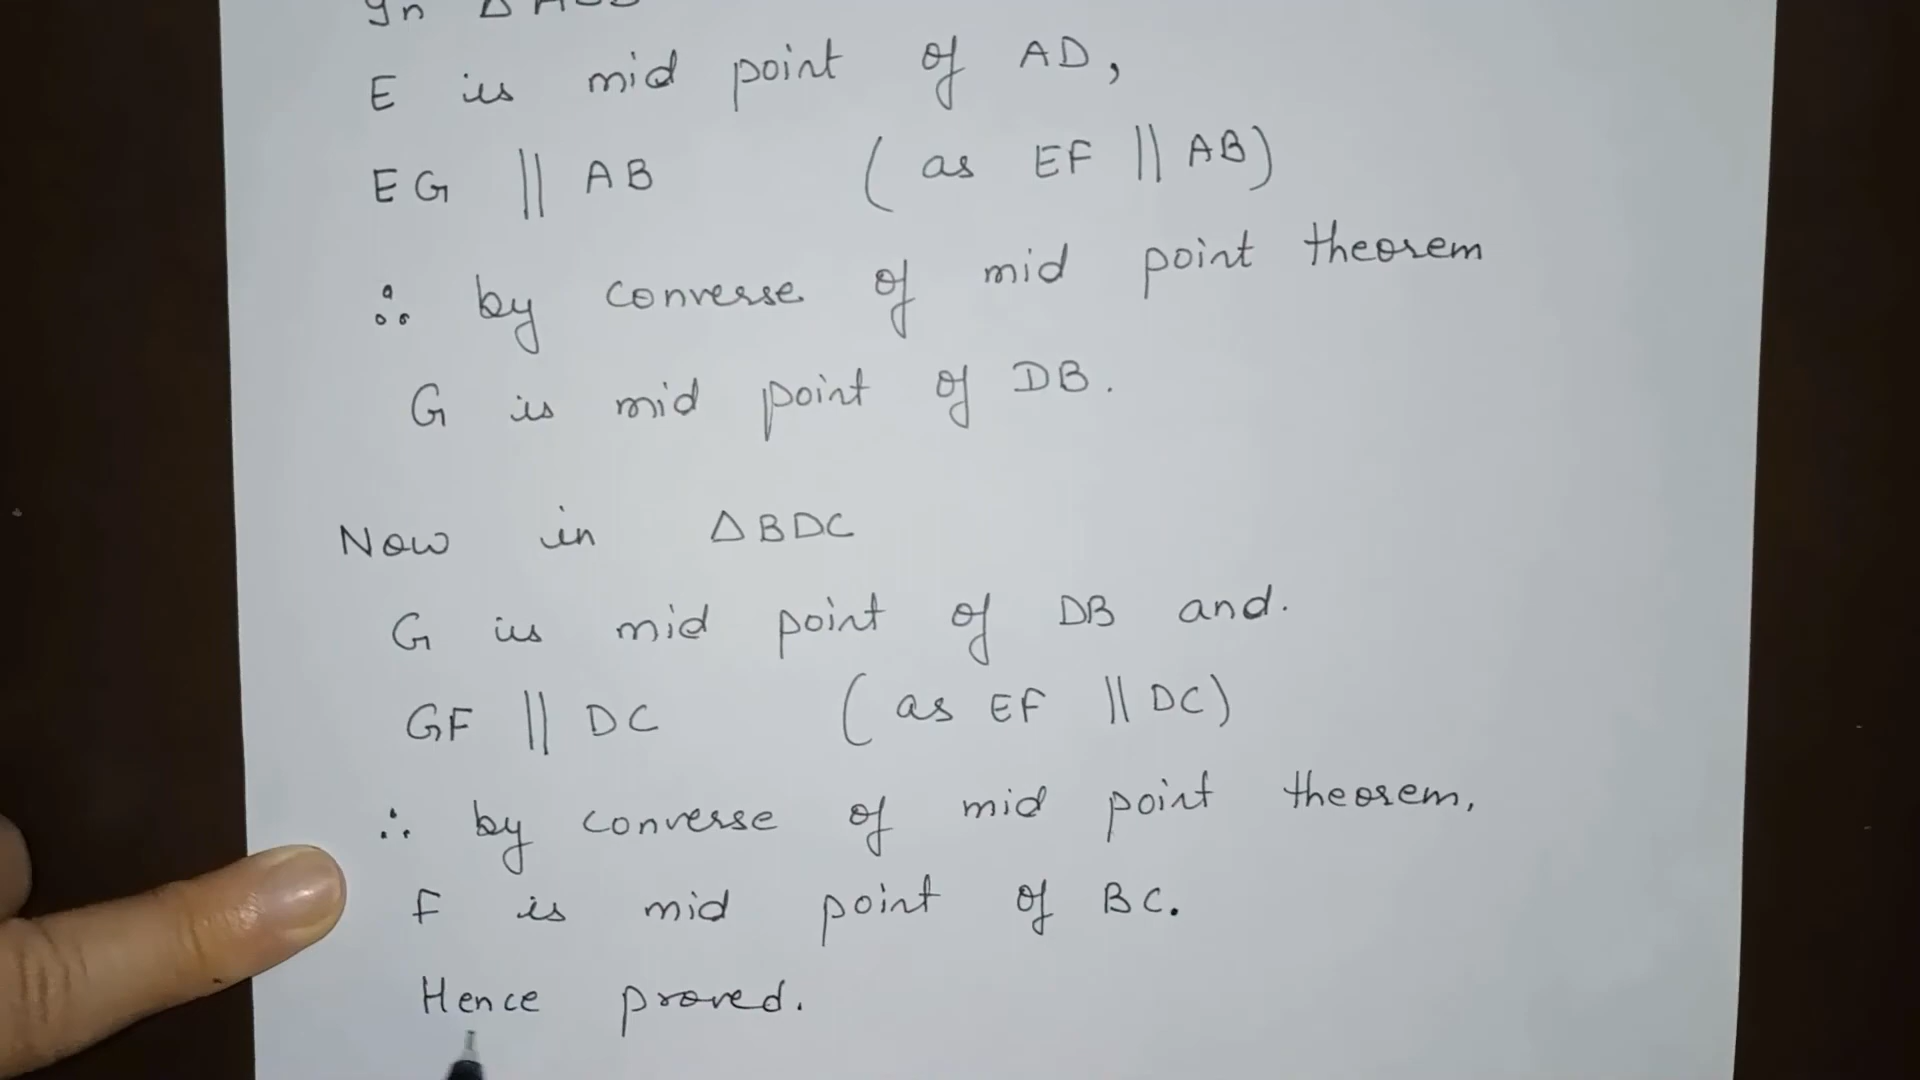 In Δ
E is mid point of AD,
EG || AB (as EF || AB)
∴ by converse of mid point theorem
G is mid point of DB.
Now in ΔBDC
G is mid point of DB and.
GF || DC (as EF || DC)
∴ by converse of mid point theorem,
F is mid point of BC.
Hence proved.